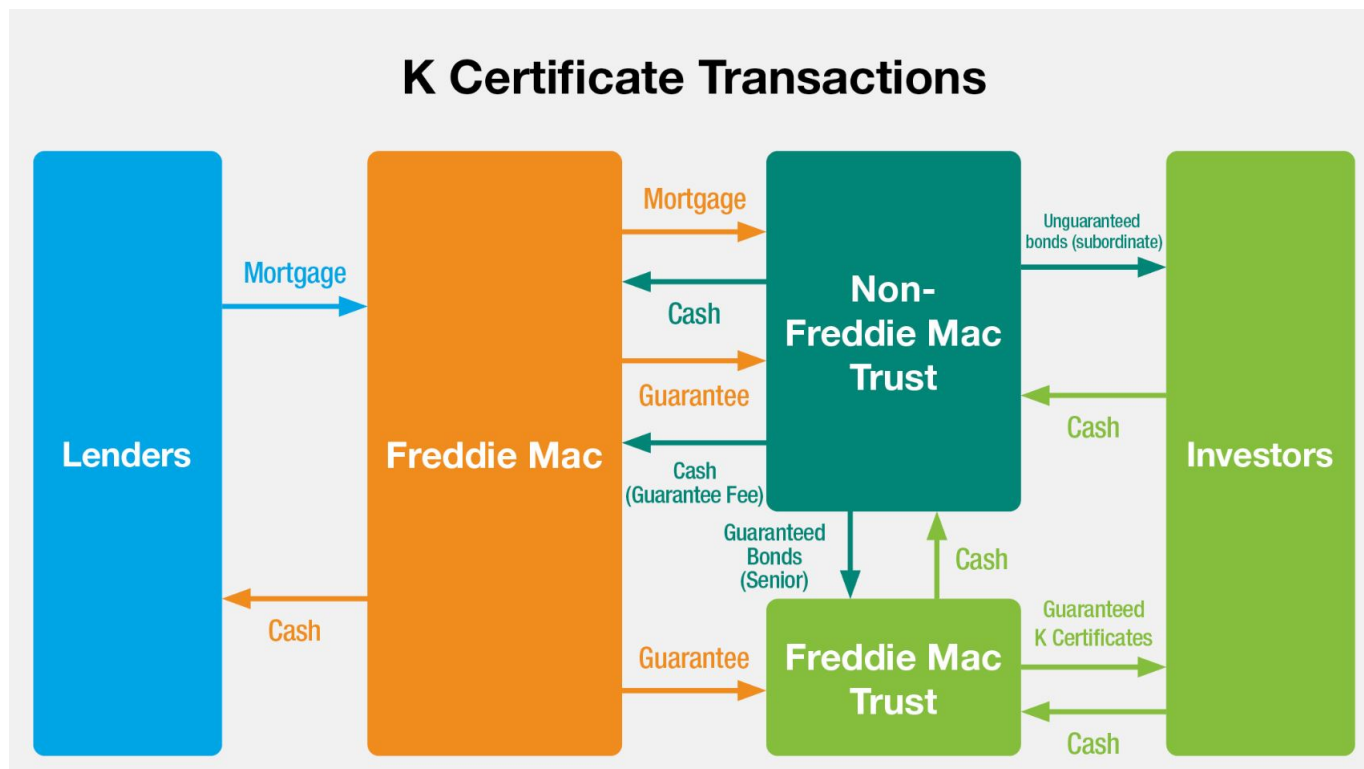 K Certificate Transactions
Lenders
Mortgage
Cash
Freddie Mac
Mortgage
Cash
Guarantee
Cash
(Guarantee Fee)
Guarantee
Non-
Freddie Mac
Trust
Guaranteed
Bonds
(Senior)
Cash
Freddie Mac
Trust
Unguaranteed
bonds (subordinate)
Cash
Guaranteed
K Certificates
Cash
Investors